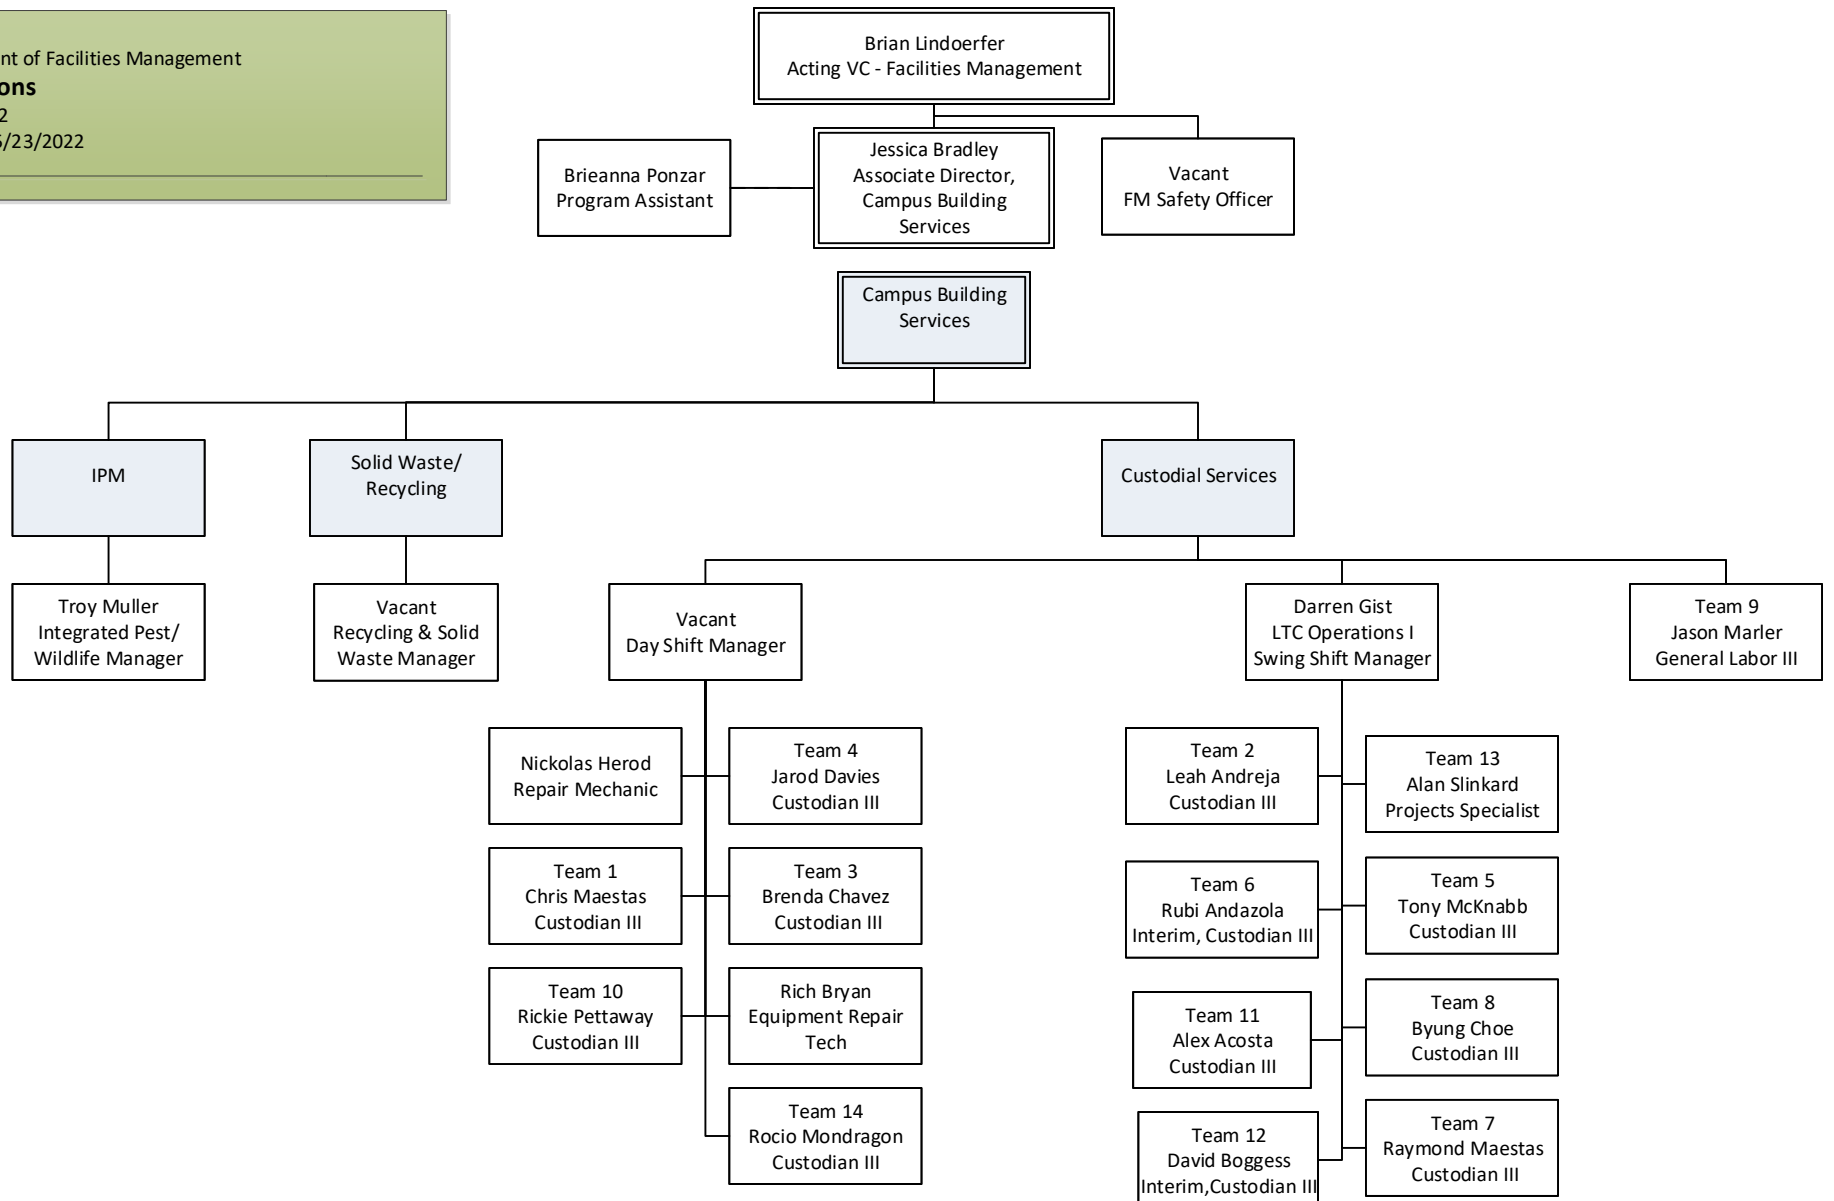 of Facilities Management
2
/23/2022
Brian Lindoerfer
Acting VC - Facilities Management
Brieanna Ponzar
Program Assistant
Jessica Bradley
Associate Director,
Campus Building
Services
Vacant
FM Safety Officer
Campus Building
Services
IPM
Solid Waste/
Recycling
Custodial Services
Troy Muller
Integrated Pest/
Wildlife Manager
Vacant
Recycling & Solid
Waste Manager
Vacant
Day Shift Manager
Darren Gist
LTC Operations I
Swing Shift Manager
Team 9
Jason Marler
General Labor III
Nickolas Herod
Repair Mechanic
Team 4
Jarod Davies
Custodian III
Team 1
Chris Maestas
Custodian III
Team 3
Brenda Chavez
Custodian III
Team 10
Rickie Pettaway
Custodian III
Rich Bryan
Equipment Repair
Tech
Team 14
Rocio Mondragon
Custodian III
Team 2
Leah Andreja
Custodian III
Team 13
Alan Slinkard
Projects Specialist
Team 6
Rubi Andazola
Interim, Custodian III
Team 5
Tony McKnabb
Custodian III
Team 11
Alex Acosta
Custodian III
Team 8
Byung Choe
Custodian III
Team 12
David Boggess
Interim,Custodian III
Team 7
Raymond Maestas
Custodian III